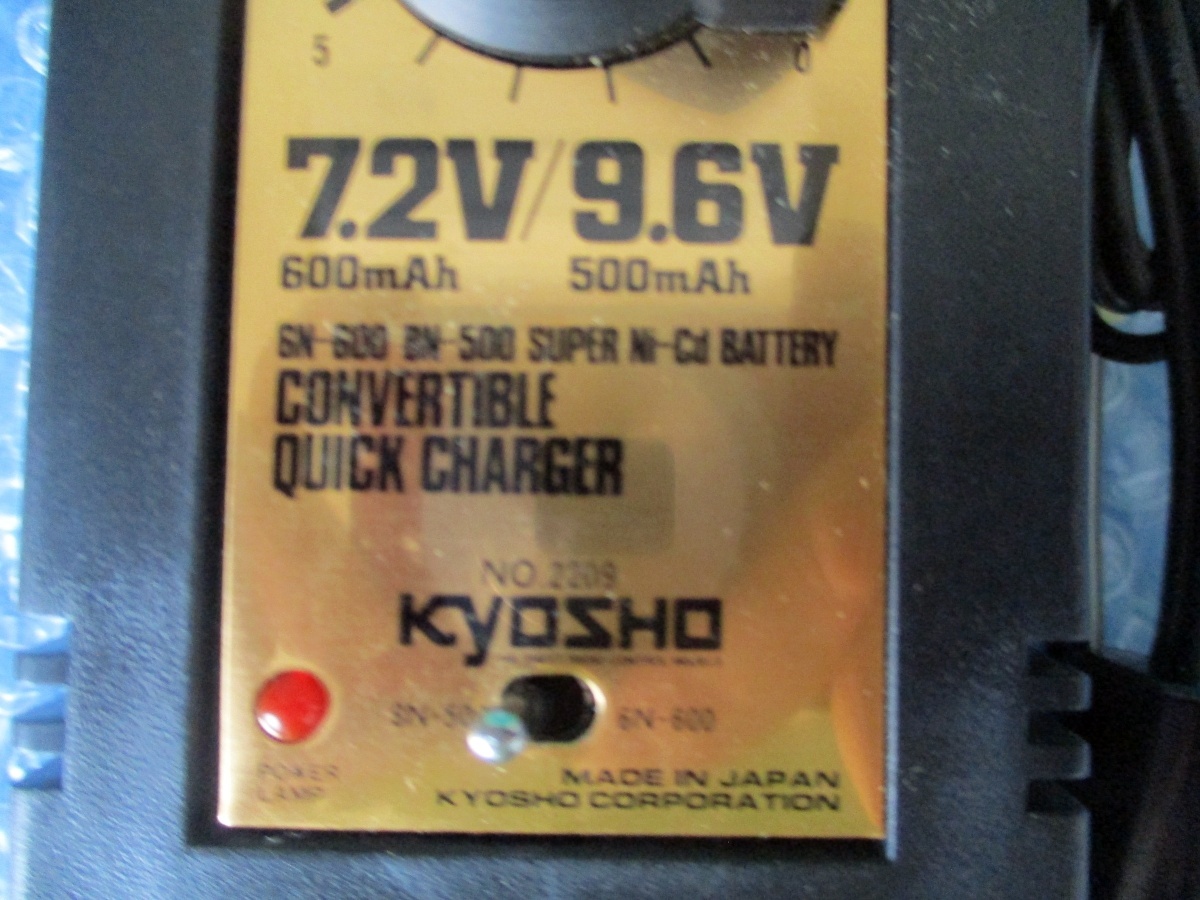 5 0
7.2V/9.6V
600mAh 500mAh
6N-600 8N-500 SUPER Ni-Cd BATTERY
CONVERTIBLE
QUICK CHARGER
NO.2209
KYOSHO
6N-600
POWER
LAMP
MADE IN JAPAN
KYOSHO CORPORATION